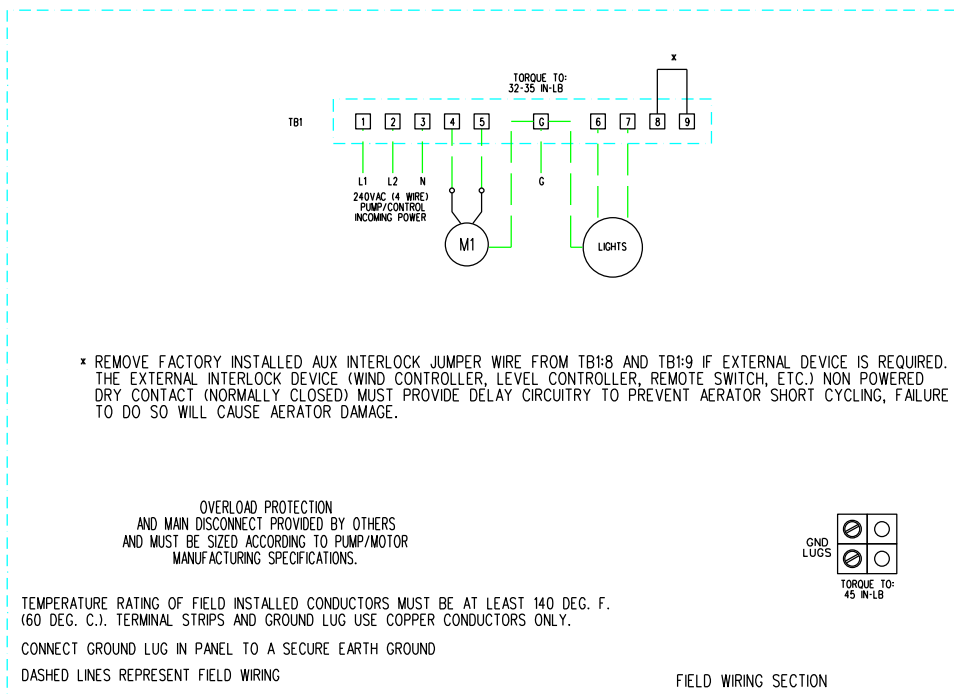 x
TORQUE TO:
32-35 IN-LB
TB1
1 2 3 4 5 G 6 7 8 9
L1 L2 N G
240VAC (4 WIRE)
PUMP/CONTROL
INCOMING POWER
M1
LIGHTS
x REMOVE FACTORY INSTALLED AUX INTERLOCK JUMPER WIRE FROM TB1:8 AND TB1:9 IF EXTERNAL DEVICE IS REQUIRED.
THE EXTERNAL INTERLOCK DEVICE (WIND CONTROLLER, LEVEL CONTROLLER, REMOTE SWITCH, ETC.) NON POWERED
DRY CONTACT (NORMALLY CLOSED) MUST PROVIDE DELAY CIRCUITRY TO PREVENT AERATOR SHORT CYCLING, FAILURE
TO DO SO WILL CAUSE AERATOR DAMAGE.
OVERLOAD PROTECTION
AND MAIN DISCONNECT PROVIDED BY OTHERS
AND MUST BE SIZED ACCORDING TO PUMP/MOTOR
MANUFACTURING SPECIFICATIONS.
GND
LUGS
TORQUE TO:
45 IN-LB
TEMPERATURE RATING OF FIELD INSTALLED CONDUCTORS MUST BE AT LEAST 140 DEG. F.
(60 DEG. C.). TERMINAL STRIPS AND GROUND LUG USE COPPER CONDUCTORS ONLY.
CONNECT GROUND LUG IN PANEL TO A SECURE EARTH GROUND
DASHED LINES REPRESENT FIELD WIRING
FIELD WIRING SECTION